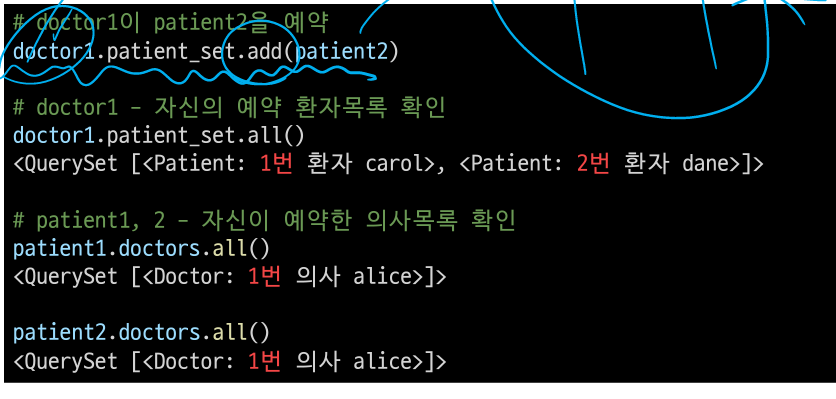 # doctor1이 patient2을 예약
doctor1.patient_set.add(patient2)
# doctor1 - 자신의 예약 환자목록 확인
doctor1.patient_set.all()
<QuerySet [<Patient: 1번 환자 carol>, <Patient: 2번 환자 dane>]>
# patient1, 2 - 자신이 예약한 의사목록 확인
patient1.doctors.all()
<QuerySet [<Doctor: 1번 의사 alice>]>
patient2.doctors.all()
<QuerySet [<Doctor: 1번 의사 alice>]>